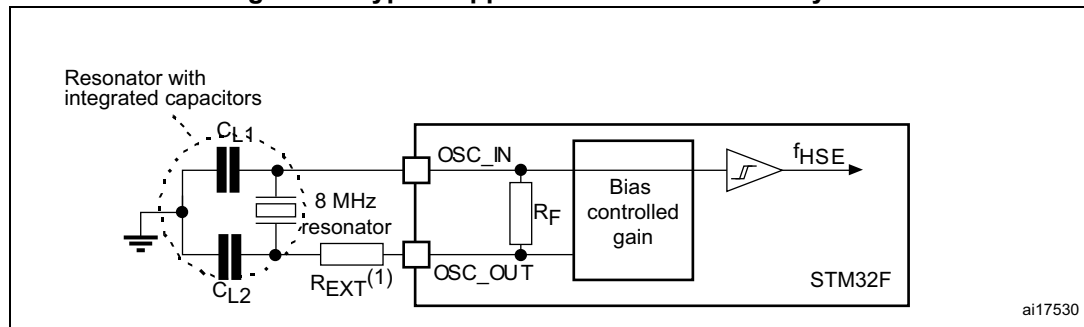 Resonator with
integrated capacitors
CL1
OSC_IN
fHSE
8 MHz
resonator
RF
Bias
controlled
gain
REXT(1)
OSC_OUT
CL2
STM32F
ai17530